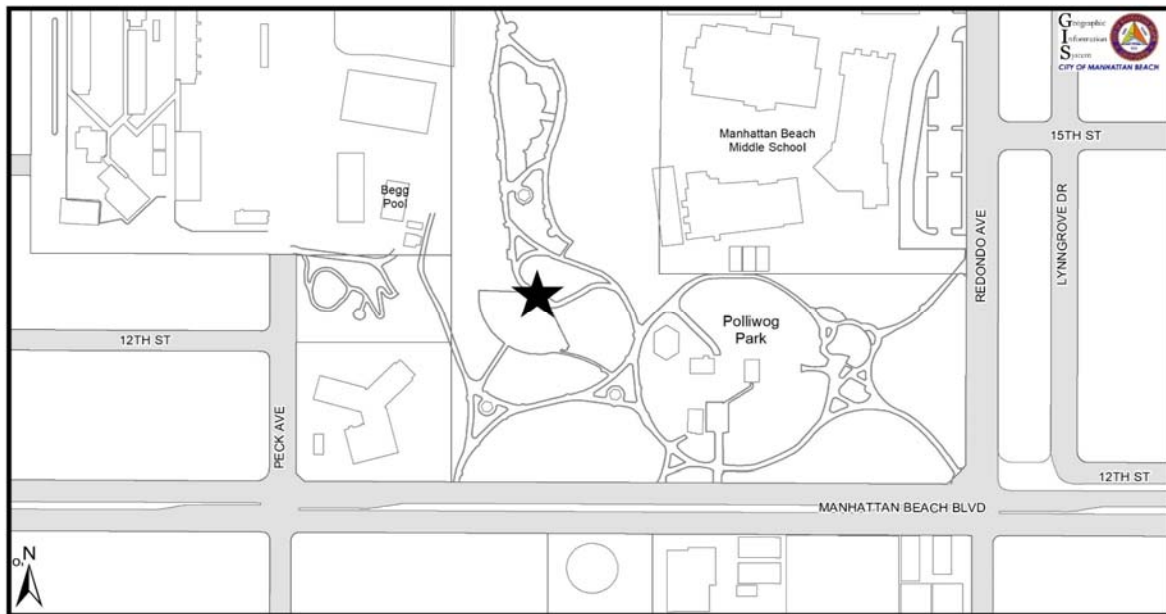 Geographic
Information
System
CITY OF MANHATTAN BEACH
Manhattan Beach
Middle School
15TH ST
Begg
Pool
REDONDO AVE
LYNNGROVE DR
Polliwog
Park
12TH ST
PECK AVE
12TH ST
MANHATTAN BEACH BLVD
o,
N